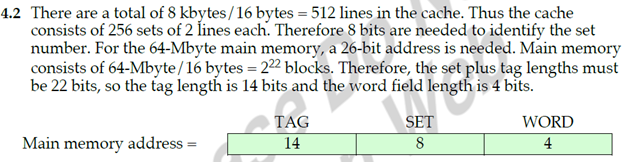 4.2 There are a total of 8 kbytes/16 bytes = 512 lines in the cache. Thus the cache
consists of 256 sets of 2 lines each. Therefore 8 bits are needed to identify the set
number. For the 64-Mbyte main memory, a 26-bit address is needed. Main memory
consists of 64-Mbyte/16 bytes = 2²² blocks. Therefore, the set plus tag lengths must
be 22 bits, so the tag length is 14 bits and the word field length is 4 bits.
TAG SET WORD
Main memory address = 14 8 4